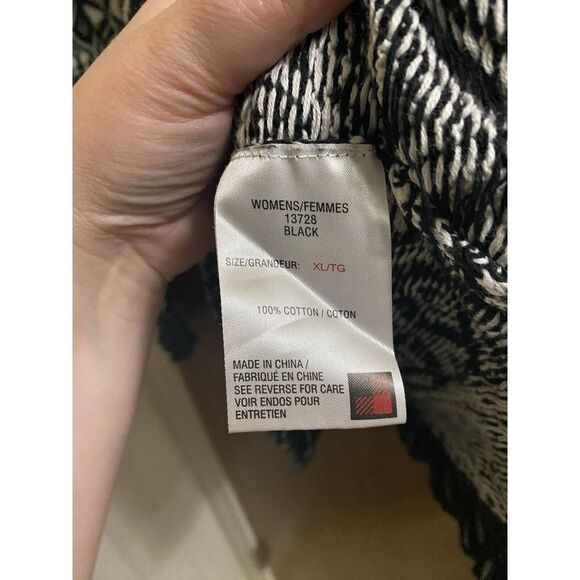 WOMENS/FEMMES
13728
BLACK
SIZE/GRANDEUR: XL/TG
100% COTTON / COTON
MADE IN CHINA /
FABRIQUÉ EN CHINE
SEE REVERSE FOR CARE
VOIR ENDOS POUR
ENTRETIEN